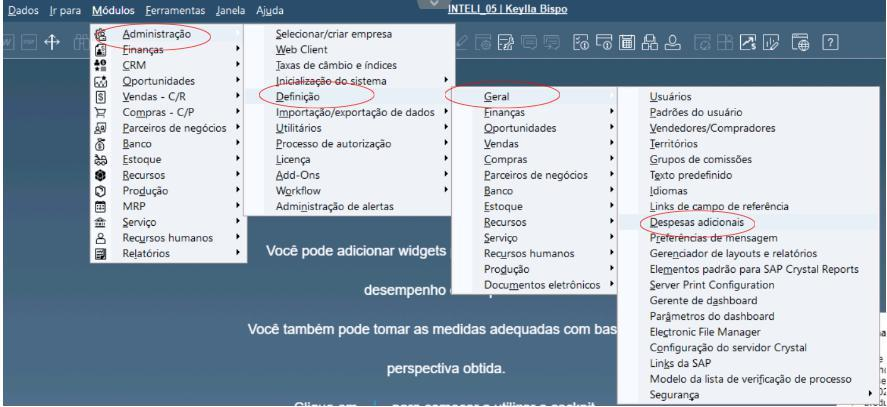 Dados Ir para Módulos Ferramentas Janela Ajuda
INTELI_05 | Keylla Bispo
Administração
Finanças
CRM
Oportunidades
Vendas - C/R
Compras - C/P
Parceiros de negócios
Banco
Estoque
Recursos
Produção
MRP
Serviço
Recursos humanos
Relatórios
Selecionar/criar empresa
Web Client
Taxas de câmbio e índices
Inicialização do sistema
Definição
Importação/exportação de dados
Utilitários
Processo de autorização
Licença
Add-Ons
Workflow
Administração de alertas
Geral
Finanças
Oportunidades
Vendas
Compras
Parceiros de negócios
Banco
Estoque
Recursos
Serviço
Recursos humanos
Produção
Documentos eletrônicos
Usuários
Padrões do usuário
Vendedores/Compradores
Territórios
Grupos de comissões
Texto predefinido
Idiomas
Links de campo de referência
Despesas adicionais
Preferências de mensagem
Gerenciador de layouts e relatórios
Elementos padrão para SAP Crystal Reports
Server Print Configuration
Gerente de dashboard
Parâmetros do dashboard
Electronic File Manager
Configuração do servidor Crystal
Links da SAP
Modelo da lista de verificação de processo
Segurança
Você pode adicionar widgets
desempenho
Você também pode tomar as medidas adequadas com bas
perspectiva obtida.
Clique em para começar a utilizar o cockpit